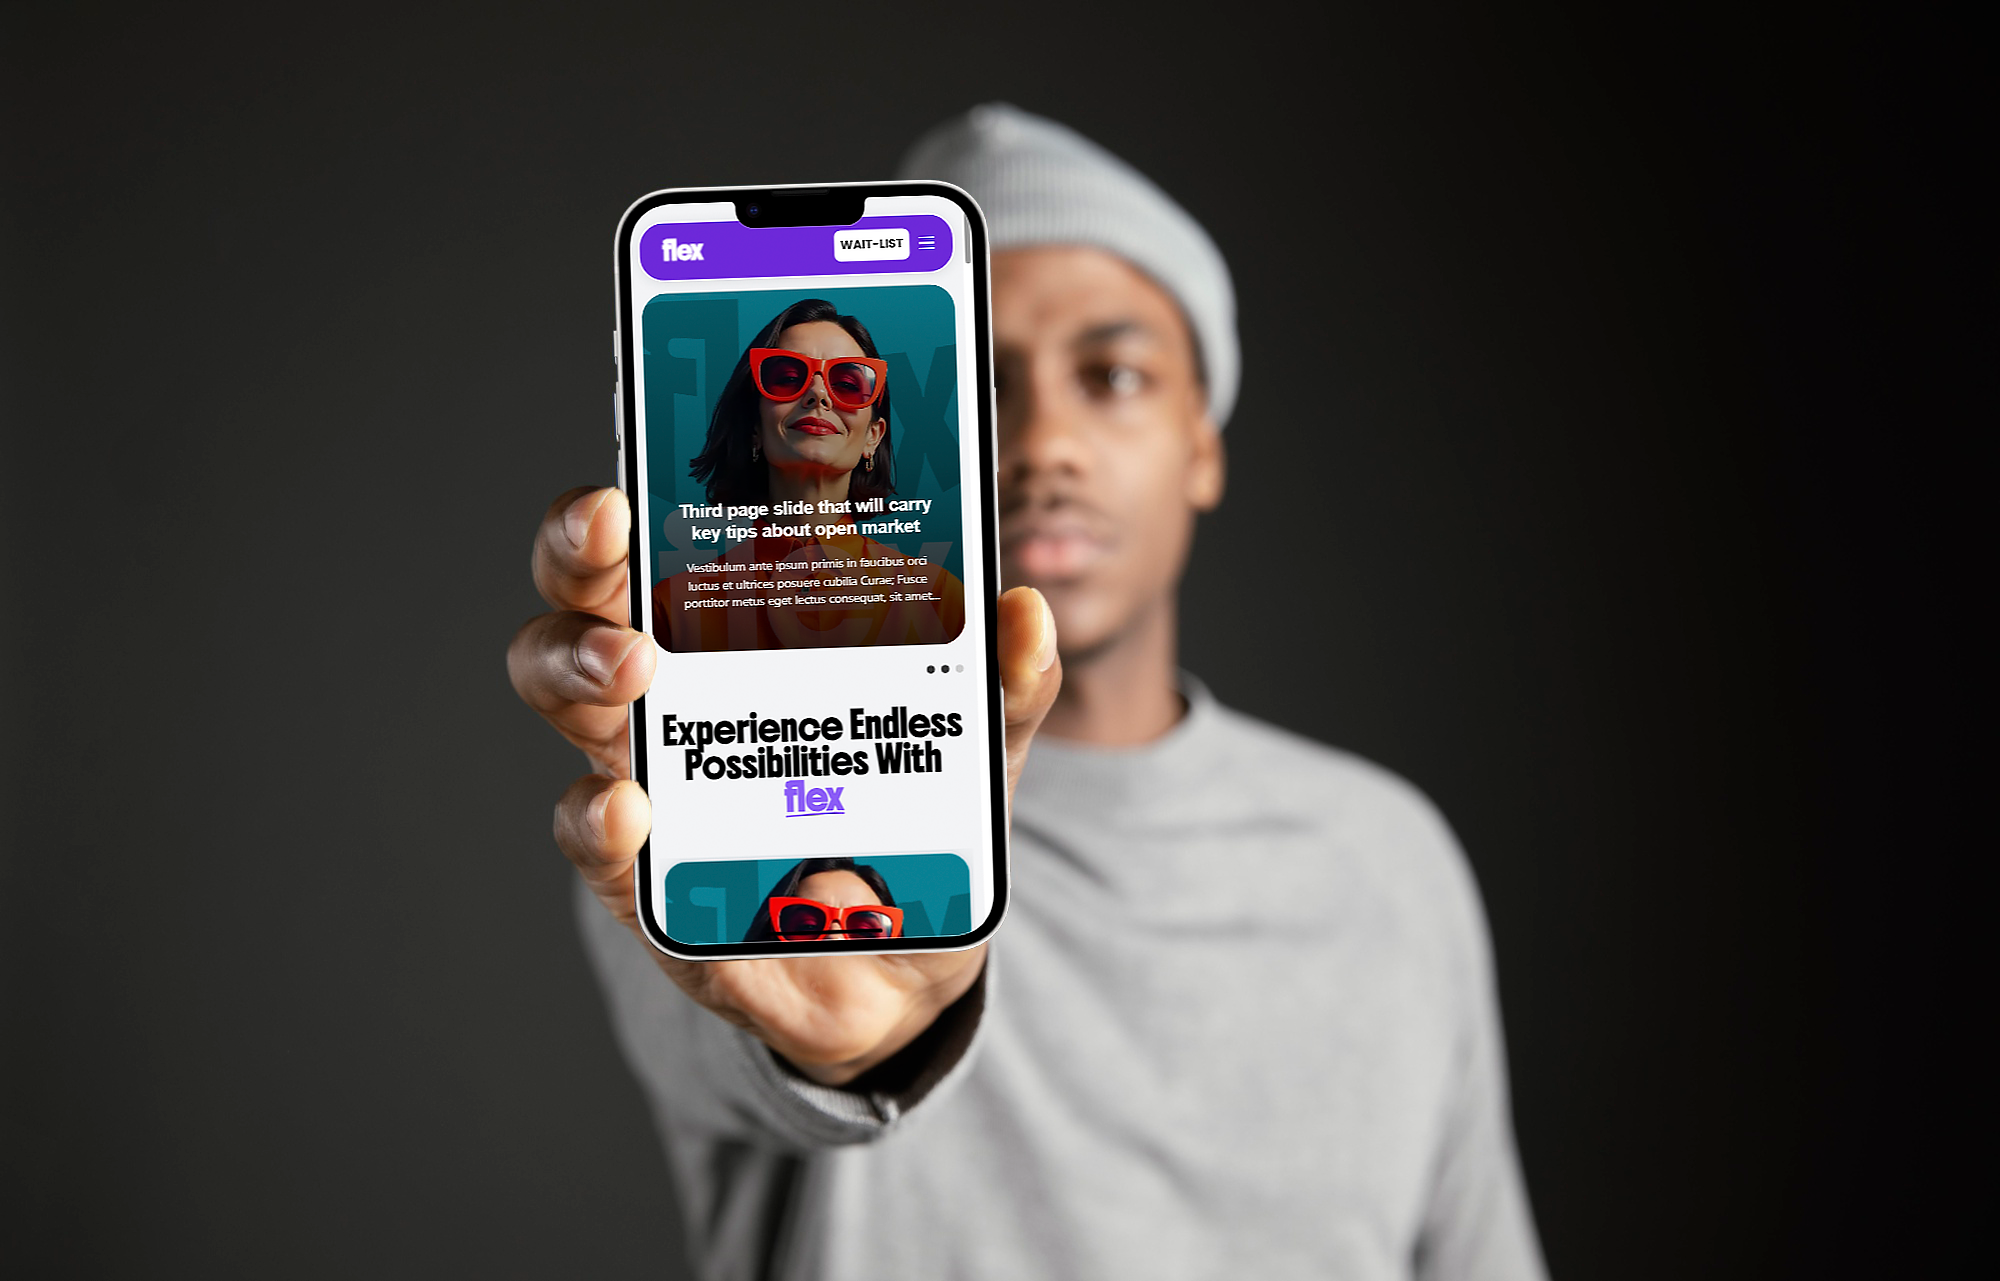 flex
WAIT-LIST
flex
Third page slide that will carry
key tips about open market
Vestibulum ante ipsum primis in faucibus orci
luctus et ultrices posuere cubilia Curae; Fusce
porttitor metus eget lectus consequat, sit amet...
flex
Experience Endless
Possibilities With
flex